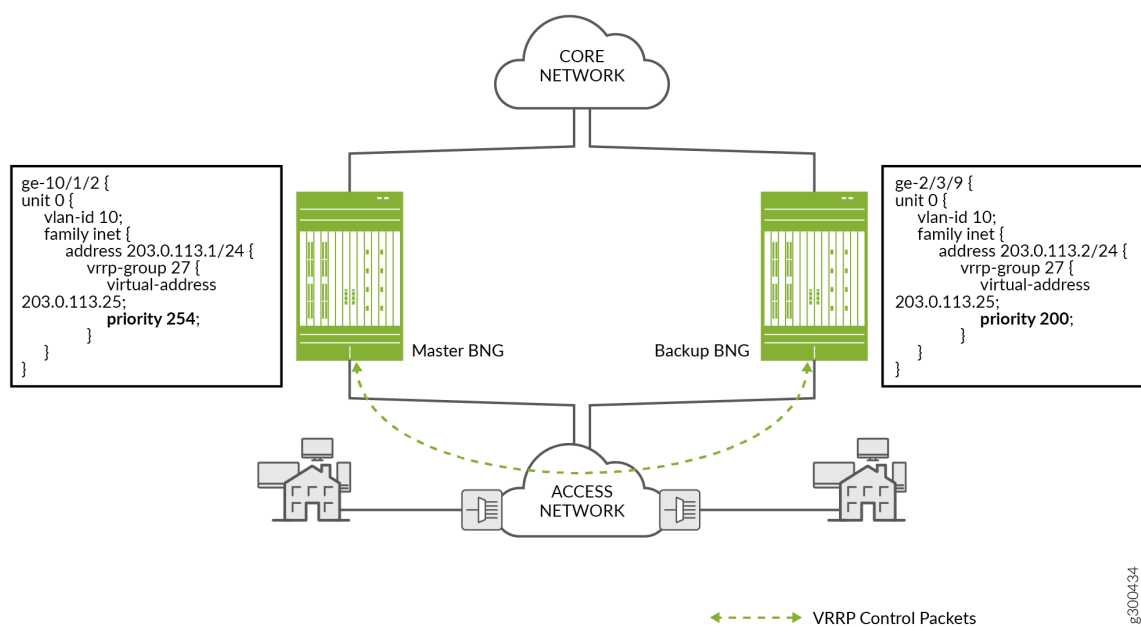 CORE
NETWORK
ge-10/1/2 {
unit 0 {
vlan-id 10;
family inet {
address 203.0.113.1/24 {
vrrp-group 27 {
virtual-address
203.0.113.25;
priority 254;
}
}
}
Master BNG
Backup BNG
ge-2/3/9 {
unit 0 {
vlan-id 10;
family inet {
address 203.0.113.2/24 {
vrrp-group 27 {
virtual-address
203.0.113.25;
priority 200;
}
}
}
ACCESS
NETWORK
VRRP Control Packets
g300434